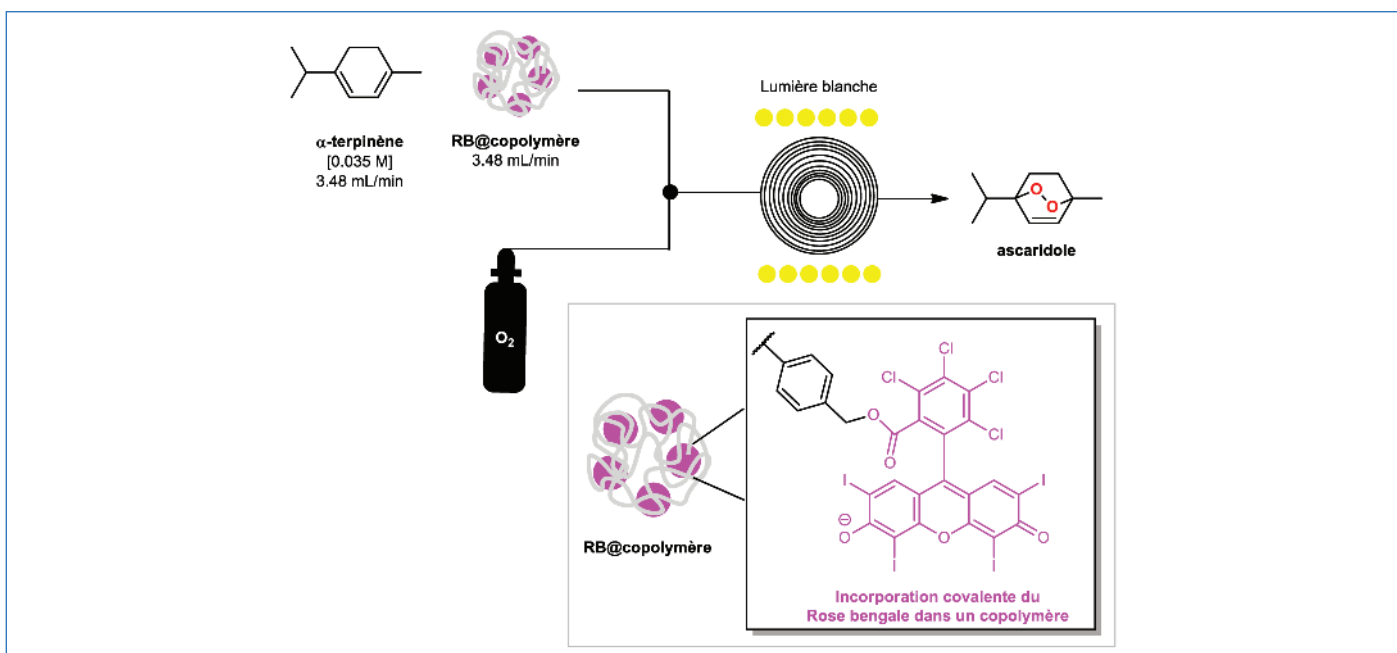 α-terpinène
[0.035 M]
3.48 mL/min
RB@copolymère
3.48 mL/min
Lumière blanche
O
O
ascaridole
O2
RB@copolymère
Cl
Cl
Cl
O
Cl
O
I
I
⊖
O
O
O
I
I
Incorporation covalente du
Rose bengale dans un copolymère